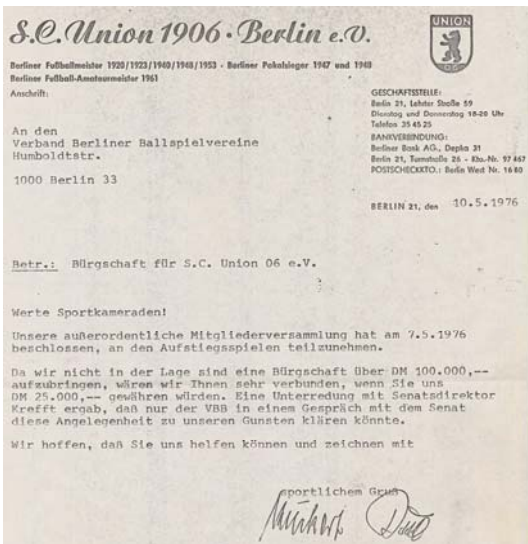 S.C. Union 1906 · Berlin e.V.
UNION
06
Berliner Fußballmeister 1920/1923/1940/1948/1953 - Berliner Pokalsieger 1947 und 1948
Berliner Fußball-Amateurmeister 1961
Anschrift:
GESCHÄFTSSTELLE:
Berlin 21, Lehrter Straße 59
Dienstag und Donnerstag 18-20 Uhr
Telefon 35 45 25
BANKVERBINDUNG:
Berliner Bank AG., Depka 31
Berlin 21, Turmstraße 26 - Kto.-Nr. 97 467
POSTSCHECKKTO.: Berlin West Nr. 16 80
An den
Verband Berliner Ballspielvereine
Humboldtstr.
1000 Berlin 33
BERLIN 21, den 10.5.1976
Betr.: Bürgschaft für S.C. Union 06 e.V.
Werte Sportkameraden!
Unsere außerordentliche Mitgliederversammlung hat am 7.5.1976
beschlossen, an den Aufstiegsspielen teilzunehmen.
Da wir nicht in der Lage sind eine Bürgschaft über DM 100.000,--
aufzubringen, wären wir Ihnen sehr verbunden, wenn Sie uns
DM 25.000,-- gewähren würden. Eine Unterredung mit Senatsdirektor
Krefft ergab, daß nur der VBB in einem Gespräch mit dem Senat
diese Angelegenheit zu unseren Gunsten klären könnte.
Wir hoffen, daß Sie uns helfen können und zeichnen mit
sportlichem Gruß